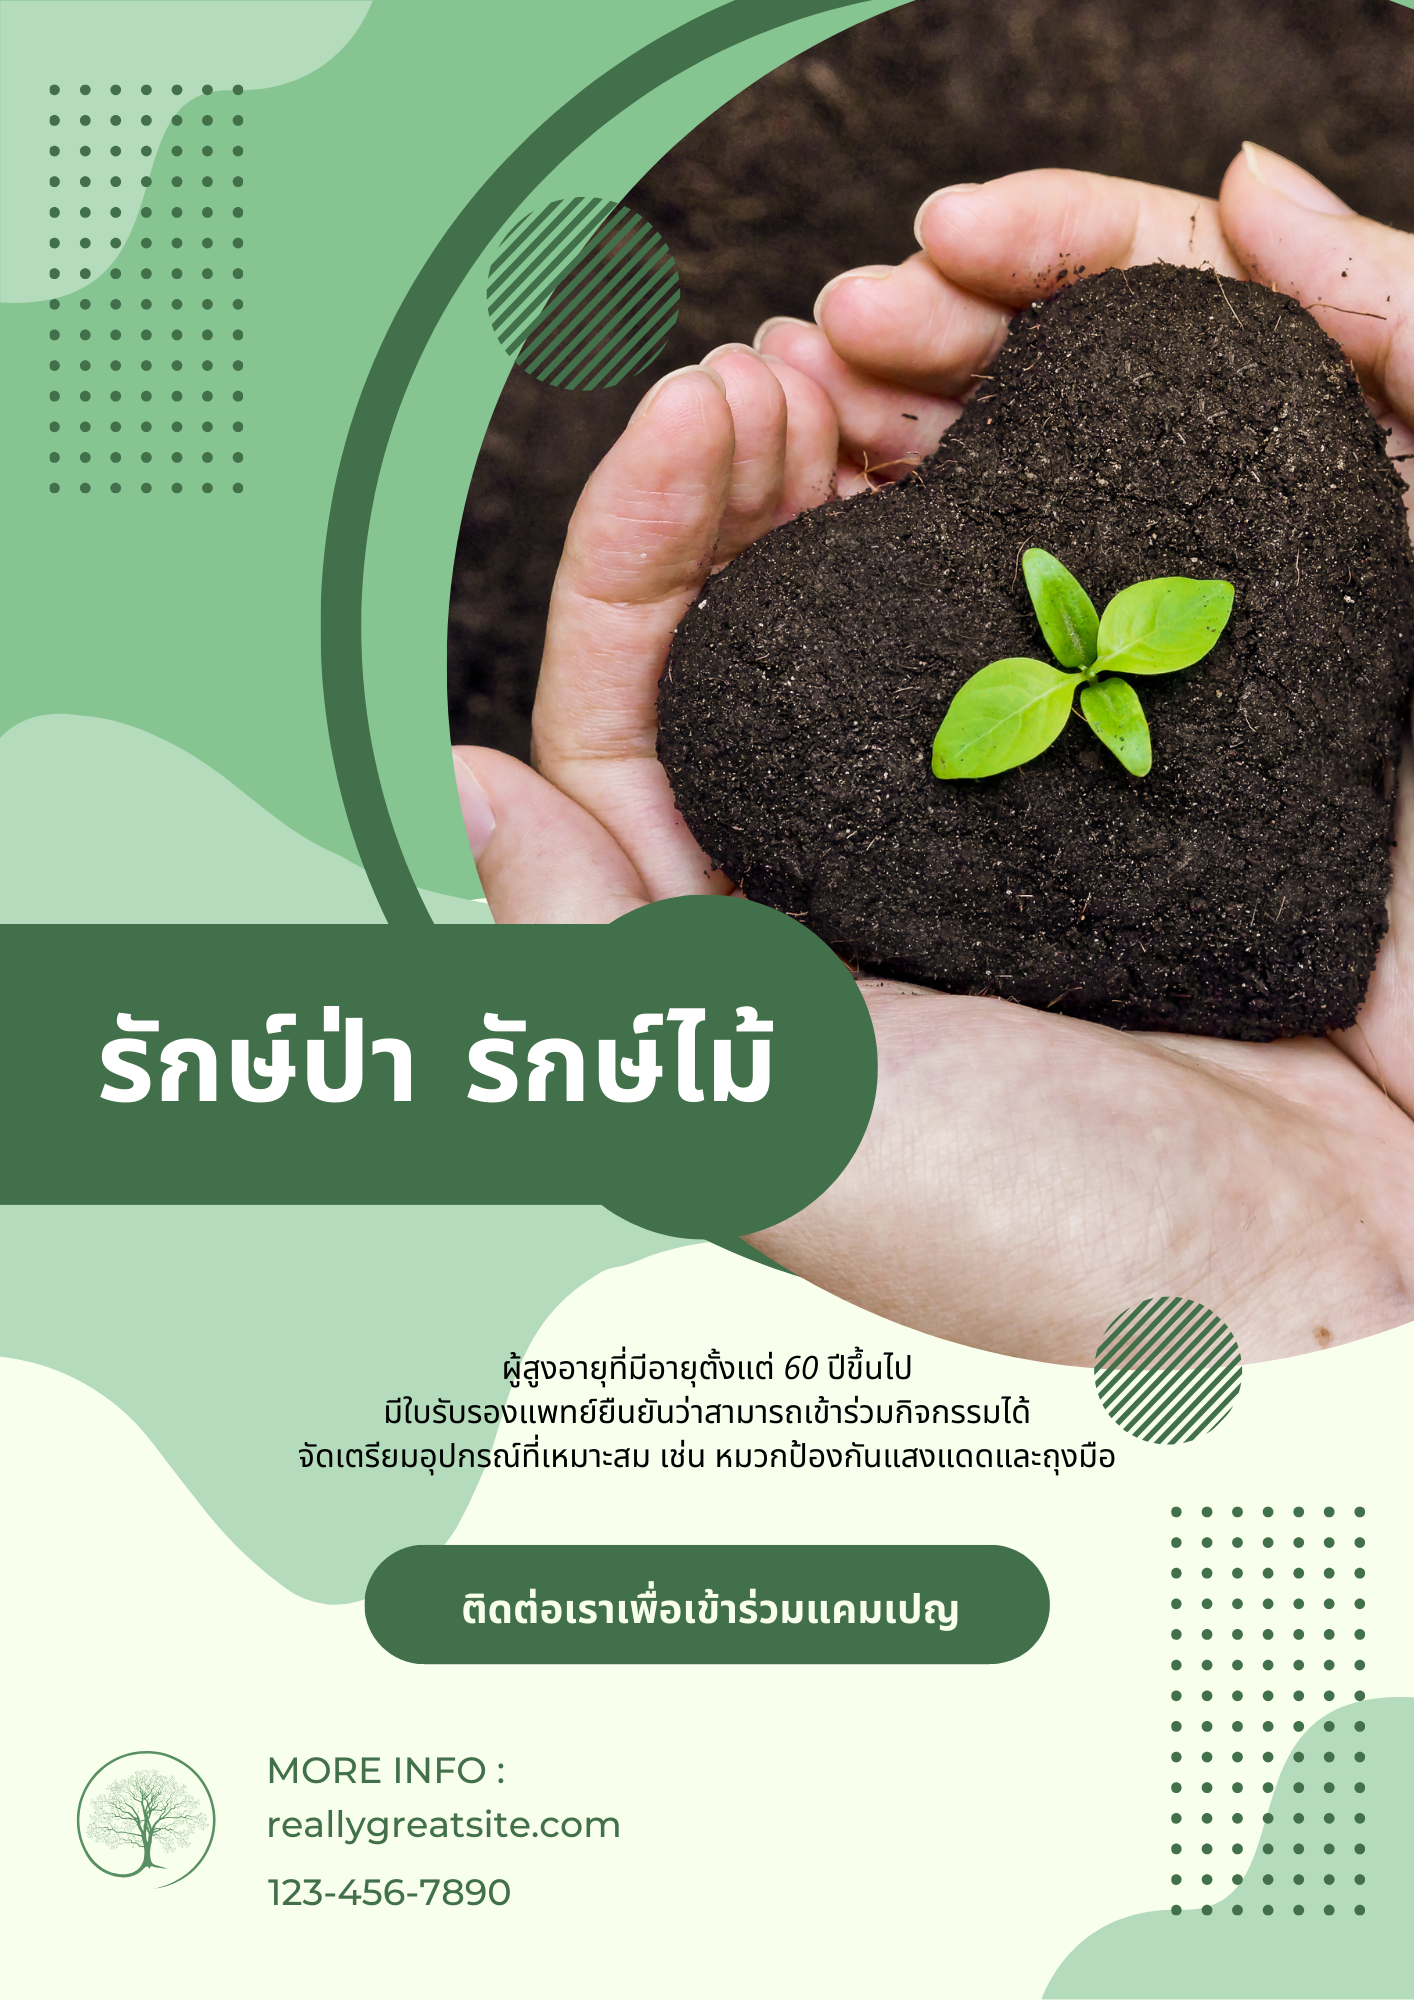 รักษ์ป่า รักษ์ไม้
ผู้สูงอายุที่มีอายุตั้งแต่ 60 ปีขึ้นไป
มีใบรับรองแพทย์ยืนยันว่าสามารถเข้าร่วมกิจกรรมได้
จัดเตรียมอุปกรณ์ที่เหมาะสม เช่น หมวกป้องกันแสงแดดและถุงมือ
ติดต่อเราเพื่อเข้าร่วมแคมเปญ
MORE INFO :
reallygreatsite.com
123-456-7890